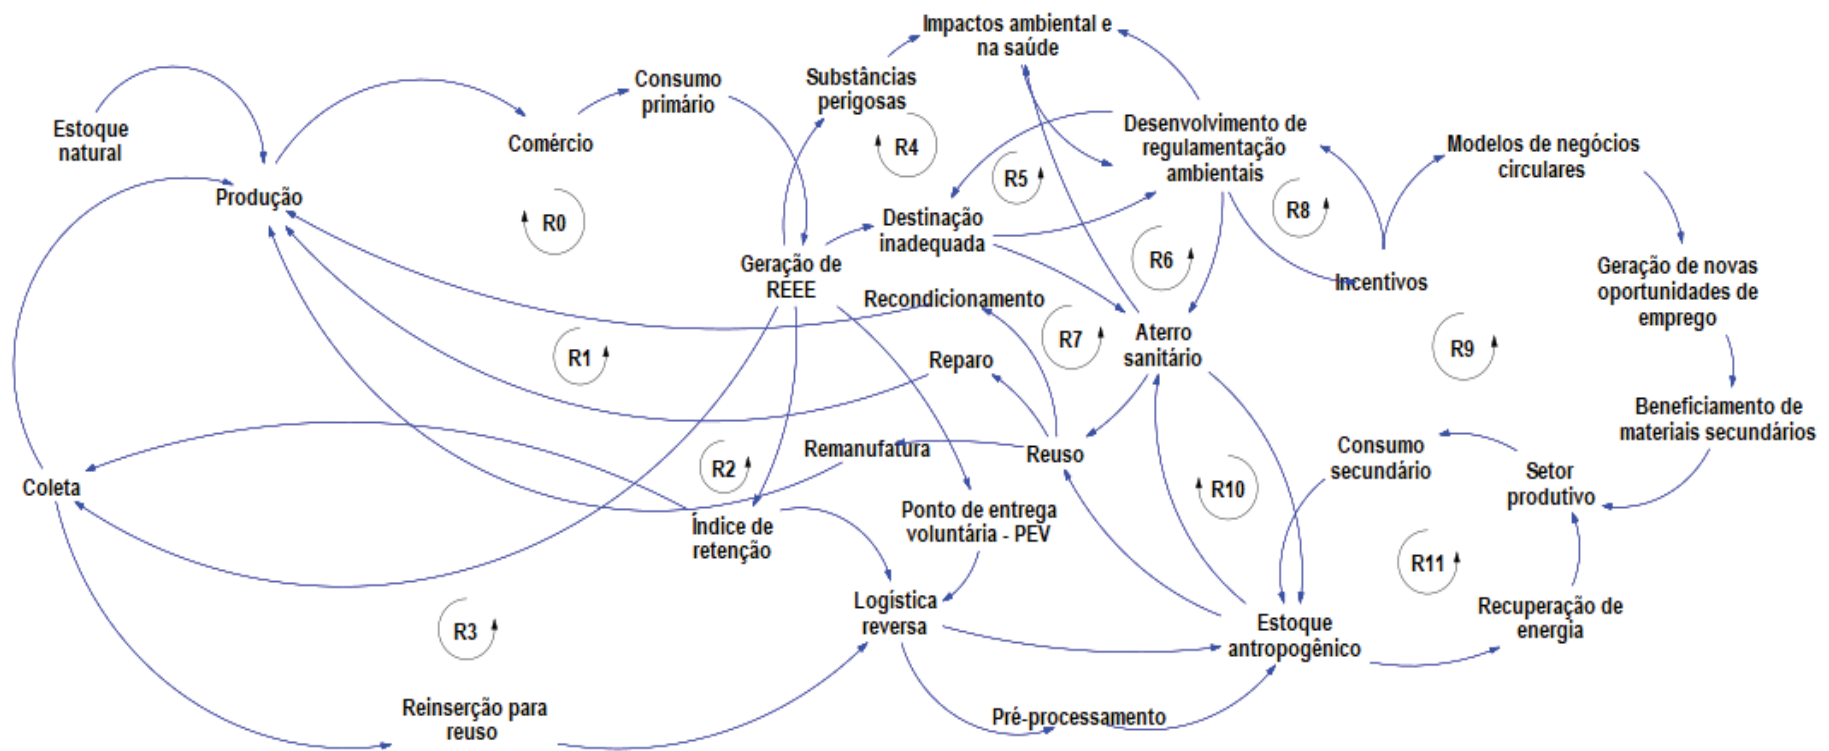 Impactos ambiental e
na saúde
Consumo
primário
Substâncias
perigosas
Estoque
natural
Comércio
R4
Desenvolvimento de
regulamentação
ambientais
Modelos de negócios
circulares
Produção
R0
R5
R8
Destinação
inadequada
Geração de
REEE
R6
Incentivos
Geração de novas
oportunidades de
emprego
Recondicionamento
R1
R7
Aterro
sanitário
R9
Reparo
Beneficiamento de
materiais secundários
Remanufatura
Reuso
Consumo
secundário
R2
Coleta
R10
Setor
produtivo
Índice de
retenção
Ponto de entrega
voluntária - PEV
R11
Logística
reversa
R3
Estoque
antropogênico
Recuperação de
energia
Reinserção para
reuso
Pré-processamento